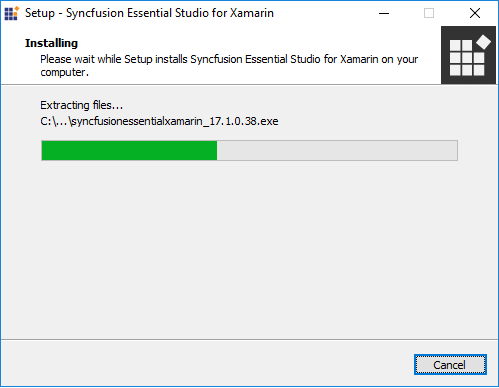 Setup - Syncfusion Essential Studio for Xamarin
Installing
Please wait while Setup installs Syncfusion Essential Studio for Xamarin on your
computer.
Extracting files...
C:\...\syncfusionessentialxamarin_17.1.0.38.exe
Cancel